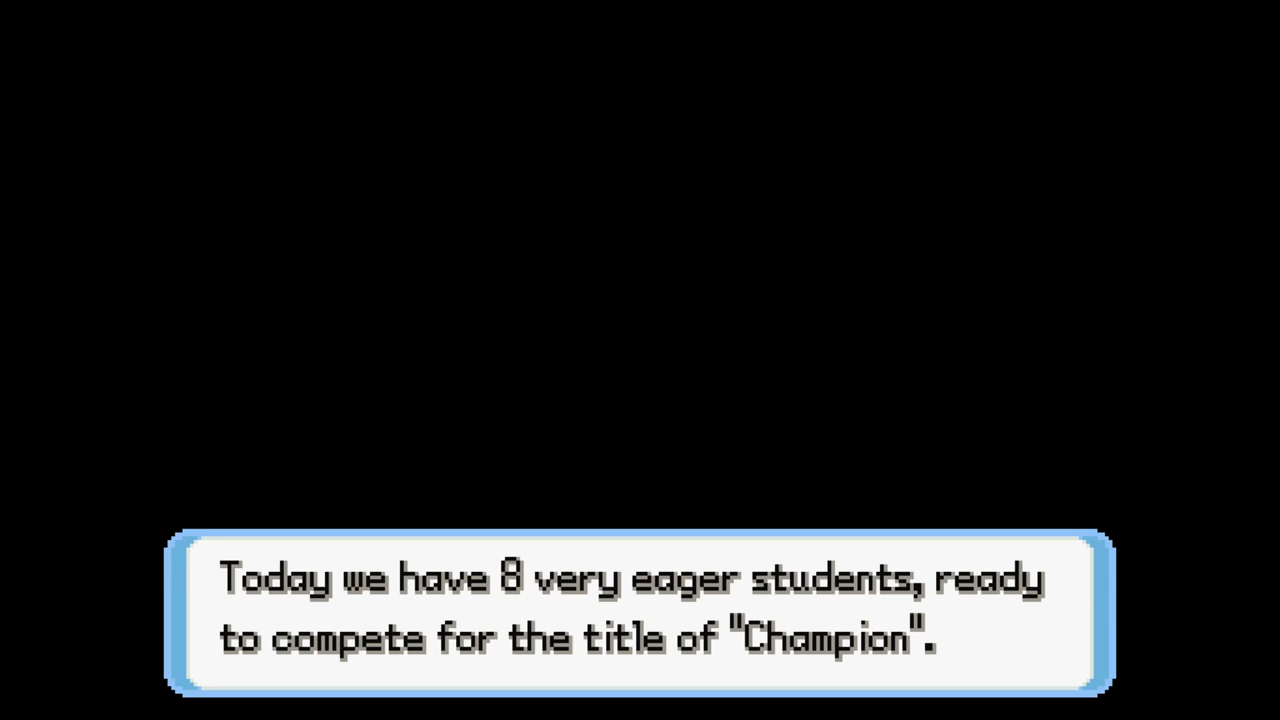 Today we have 8 very eager students, ready
to compete for the title of "Champion".